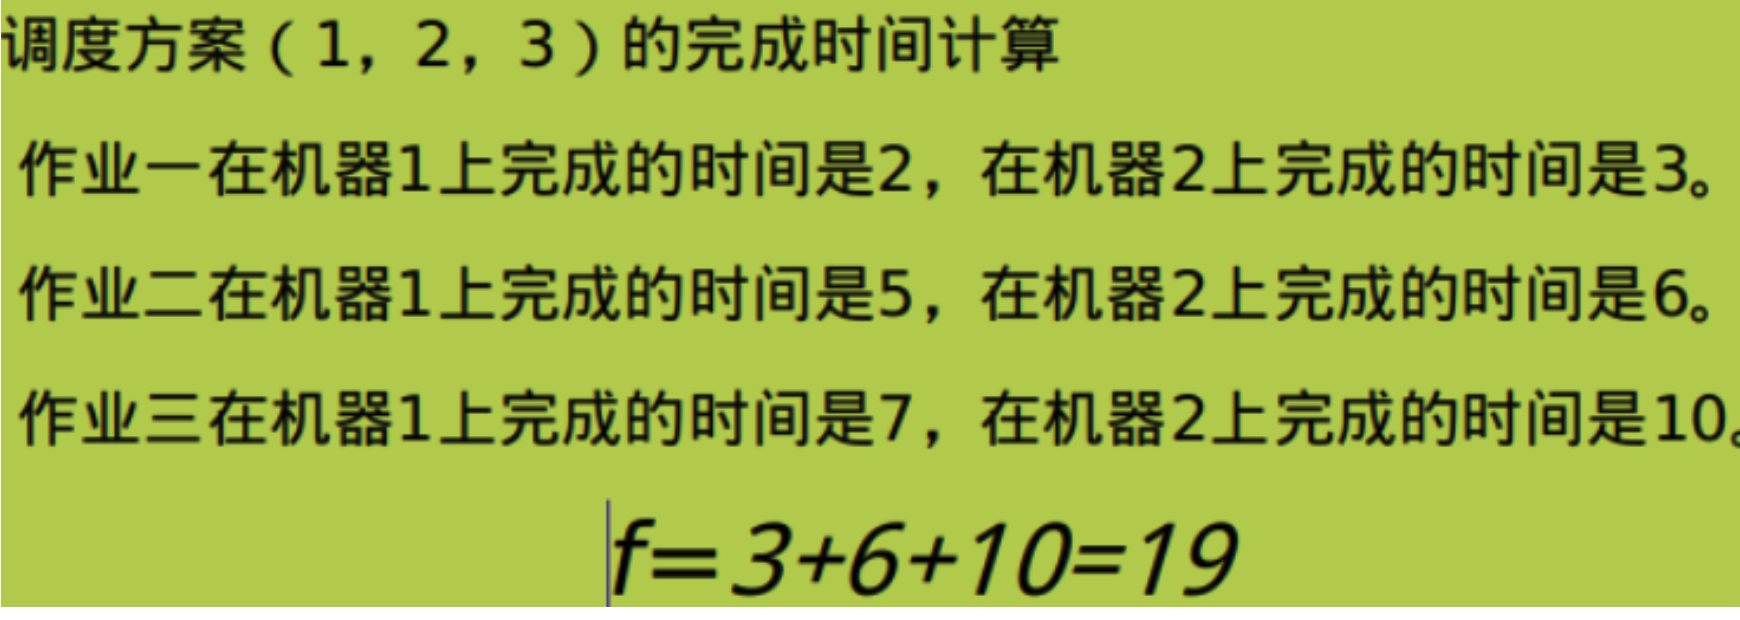 调度方案（1，2，3）的完成时间计算
作业一在机器1上完成的时间是2，在机器2上完成的时间是3。
作业二在机器1上完成的时间是5，在机器2上完成的时间是6。
作业三在机器1上完成的时间是7，在机器2上完成的时间是10。
f=3+6+10=19